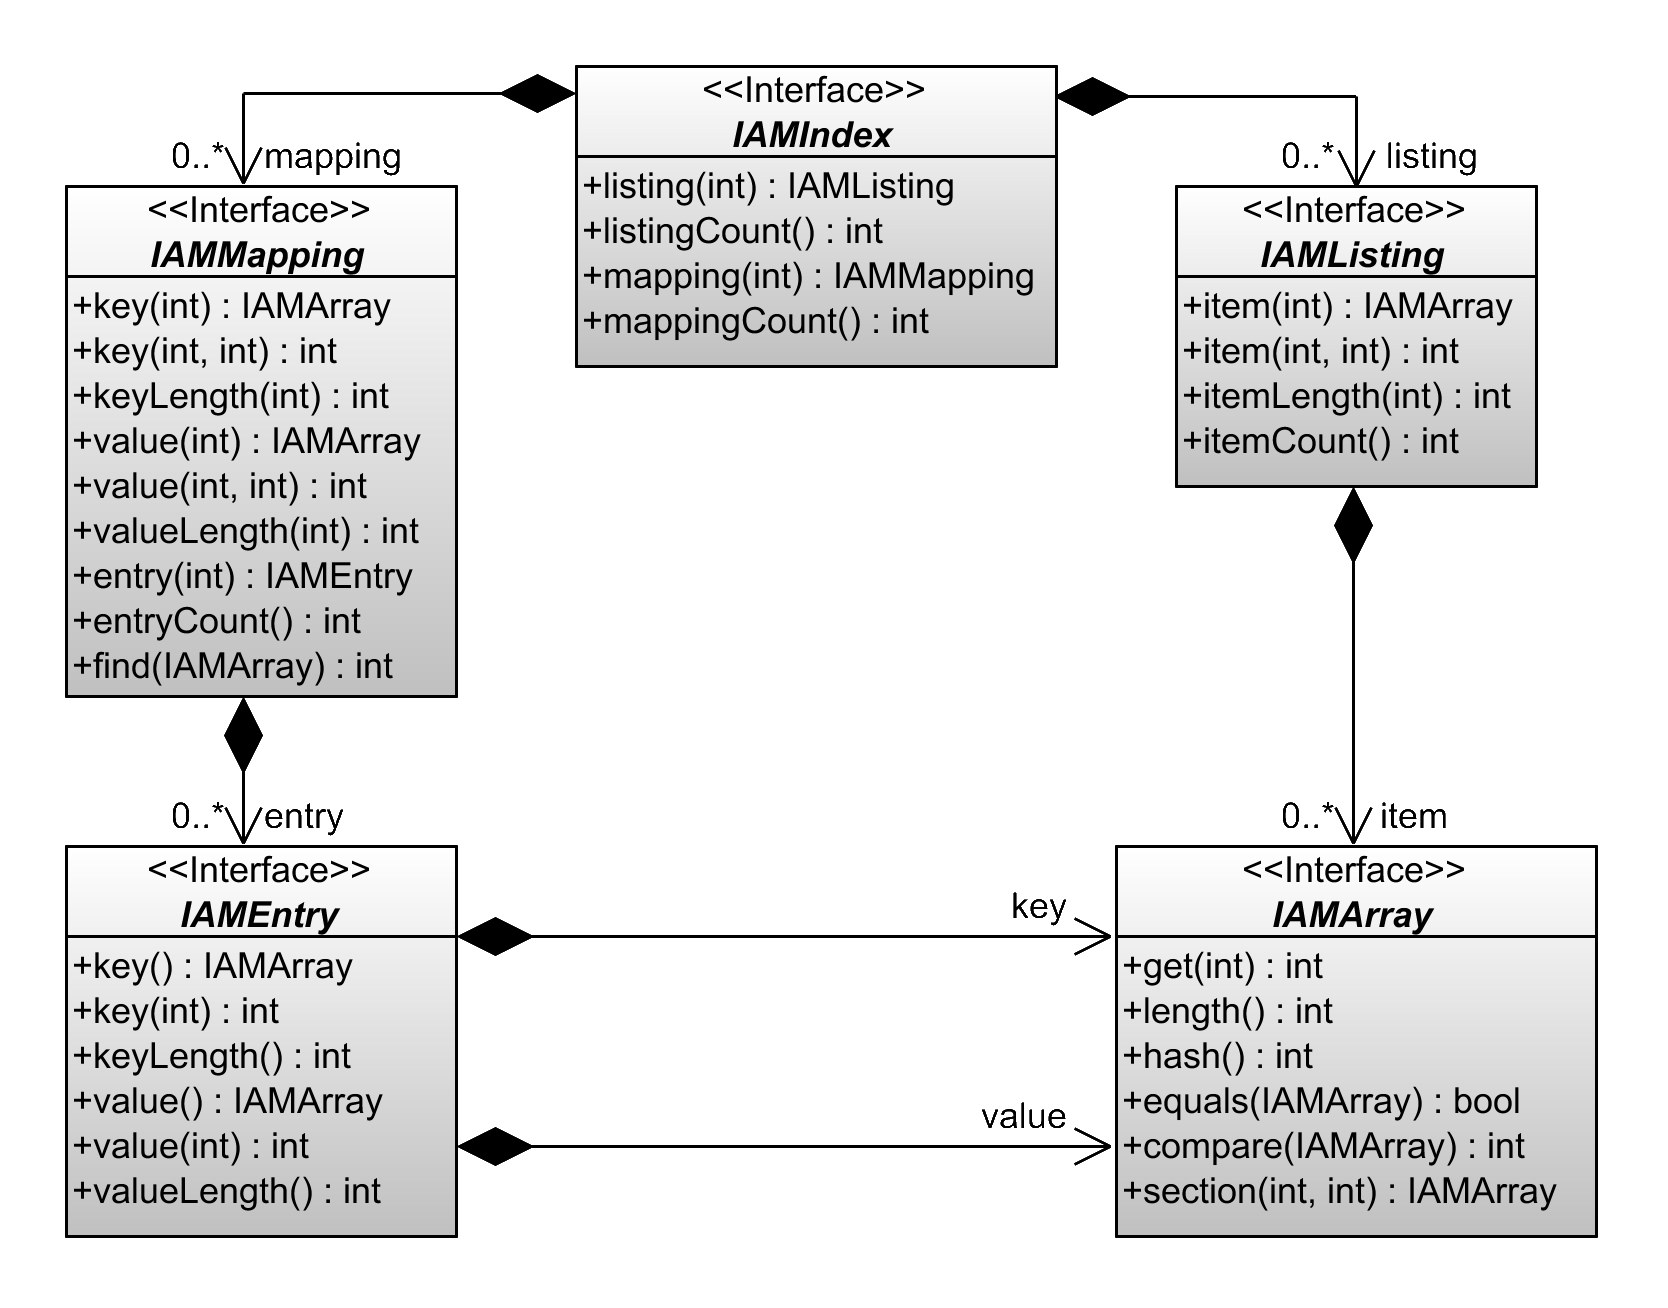 <<Interface>>
IAMIndex
+listing(int) : IAMListing
+listingCount() : int
+mapping(int) : IAMMapping
+mappingCount() : int
0..* mapping
<<Interface>>
IAMMapping
+key(int) : IAMArray
+key(int, int) : int
+keyLength(int) : int
+value(int) : IAMArray
+value(int, int) : int
+valueLength(int) : int
+entry(int) : IAMEntry
+entryCount() : int
+find(IAMArray) : int
0..* listing
<<Interface>>
IAMListing
+item(int) : IAMArray
+item(int, int) : int
+itemLength(int) : int
+itemCount() : int
0..* entry
<<Interface>>
IAMEntry
+key() : IAMArray
+key(int) : int
+keyLength() : int
+value() : IAMArray
+value(int) : int
+valueLength() : int
key
value
0..* item
<<Interface>>
IAMArray
+get(int) : int
+length() : int
+hash() : int
+equals(IAMArray) : bool
+compare(IAMArray) : int
+section(int, int) : IAMArray